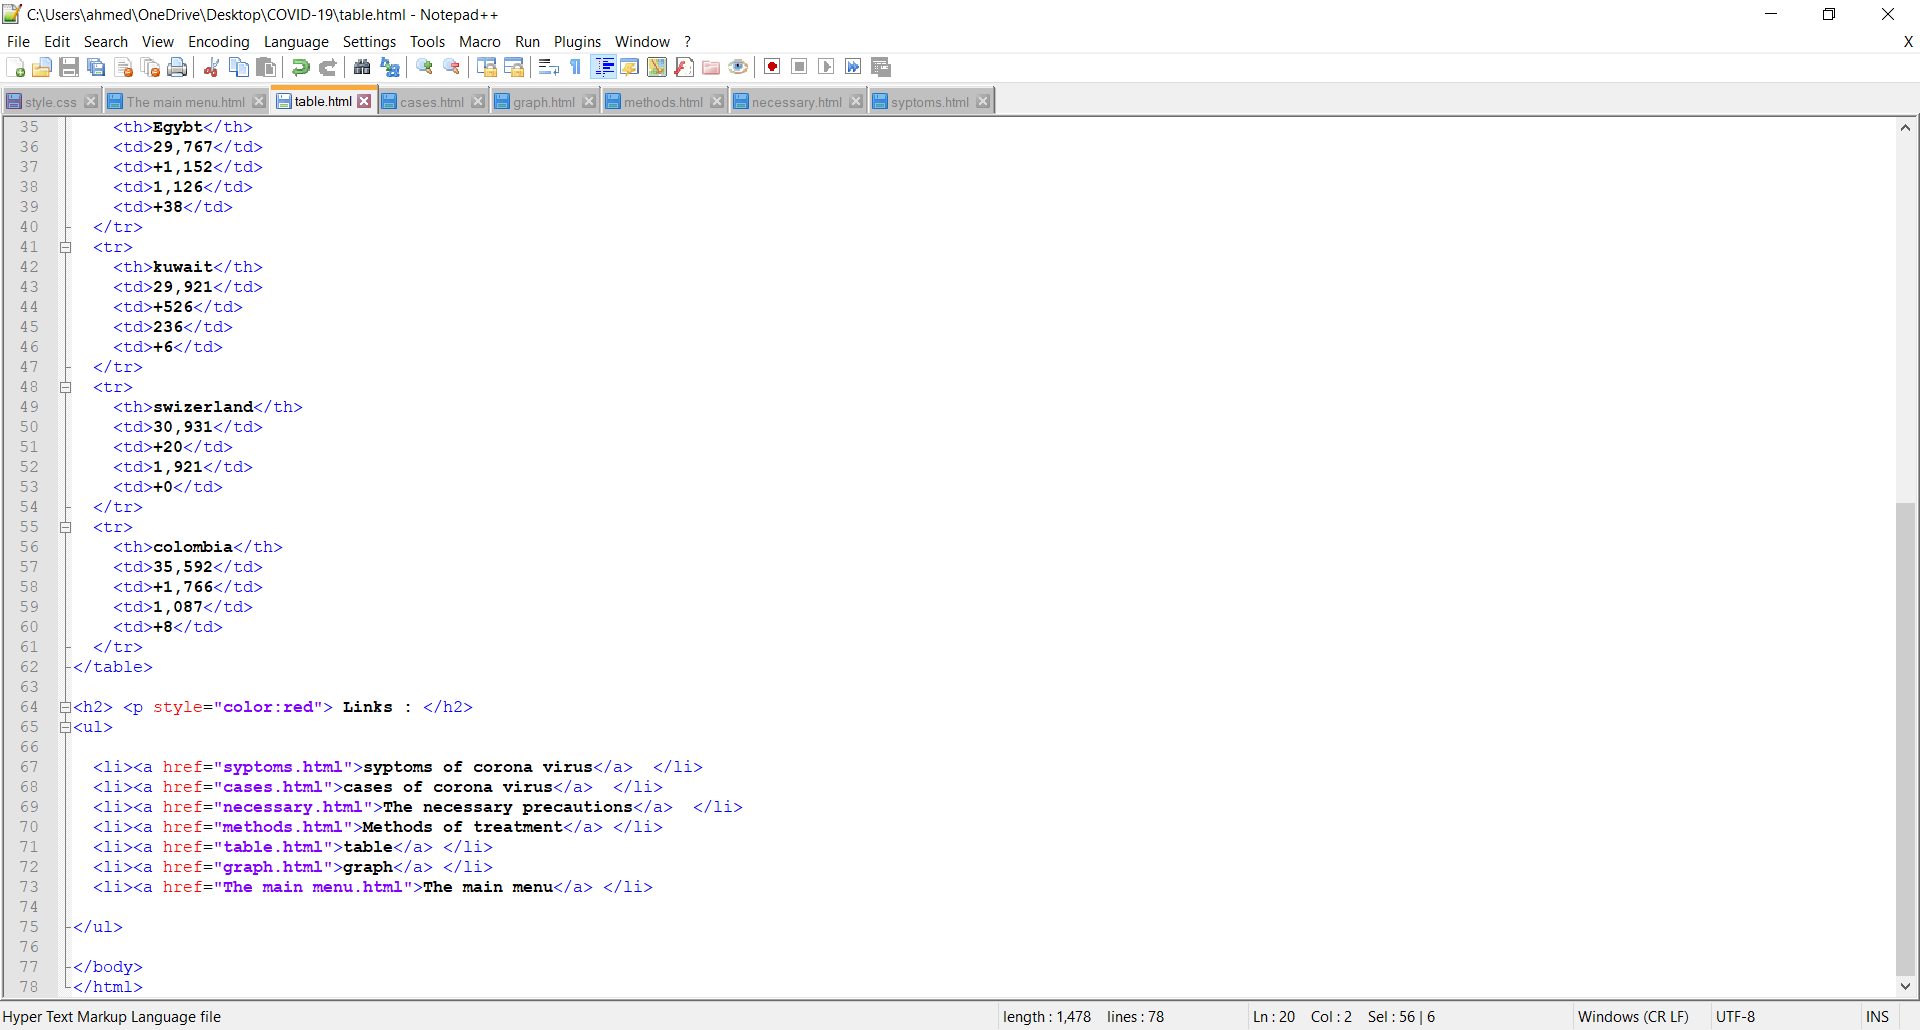 C:\Users\ahmed\OneDrive\Desktop\COVID-19\table.html - Notepad++
File Edit Search View Encoding Language Settings Tools Macro Run Plugins Window ? X
style.css The main menu.html table.html cases.html graph.html methods.html necessary.html syptoms.html
35 <th>Egybt</th>
36 <td>29,767</td>
37 <td>+1,152</td>
38 <td>1,126</td>
39 <td>+38</td>
40 </tr>
41 <tr>
42 <th>kuwait</th>
43 <td>29,921</td>
44 <td>+526</td>
45 <td>236</td>
46 <td>+6</td>
47 </tr>
48 <tr>
49 <th>swizerland</th>
50 <td>30,931</td>
51 <td>+20</td>
52 <td>1,921</td>
53 <td>+0</td>
54 </tr>
55 <tr>
56 <th>colombia</th>
57 <td>35,592</td>
58 <td>+1,766</td>
59 <td>1,087</td>
60 <td>+8</td>
61 </tr>
62 </table>
63
64 <h2> <p style="color:red"> Links : </h2>
65 <ul>
66
67 <li><a href="syptoms.html">syptoms of corona virus</a>  </li>
68 <li><a href="cases.html">cases of corona virus</a>  </li>
69 <li><a href="necessary.html">The necessary precautions</a>  </li>
70 <li><a href="methods.html">Methods of treatment</a> </li>
71 <li><a href="table.html">table</a> </li>
72 <li><a href="graph.html">graph</a> </li>
73 <li><a href="The main menu.html">The main menu</a> </li>
74
75 </ul>
76
77 </body>
78 </html>
Hyper Text Markup Language file length : 1,478 lines : 78 Ln : 20 Col : 2 Sel : 56 | 6 Windows (CR LF) UTF-8 INS